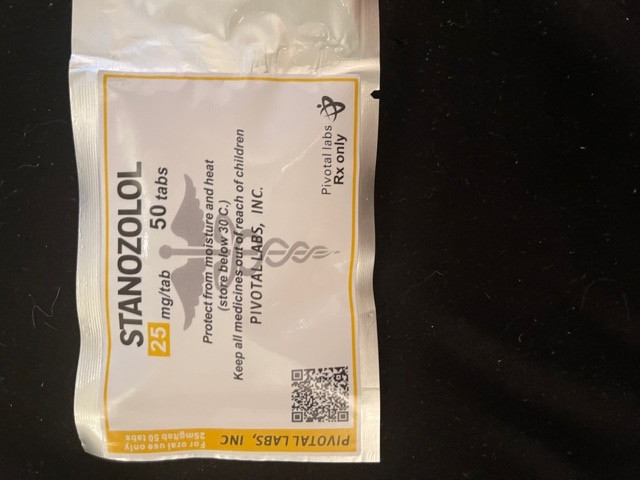 STANOZOLOL
25 mg/tab 50 tabs
Protect from moisture and heat
(store below 30 C.)
Keep all medicines out of reach of children
PIVOTAL LABS, INC.
Pivotal labs
Rx only
PIVOTAL LABS, INC
For oral use only
25mg/tab 50 tabs